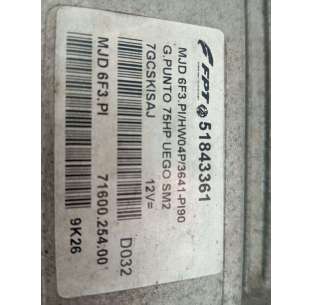 FPT 51843361
MJD 6F3.PI/HW04P/3641-PI90
G.PUNTO 75HP UEGO SM2
7GCSKISAJ 12V=
D032
MJD 6F3.PI 71600.254.00
9K26